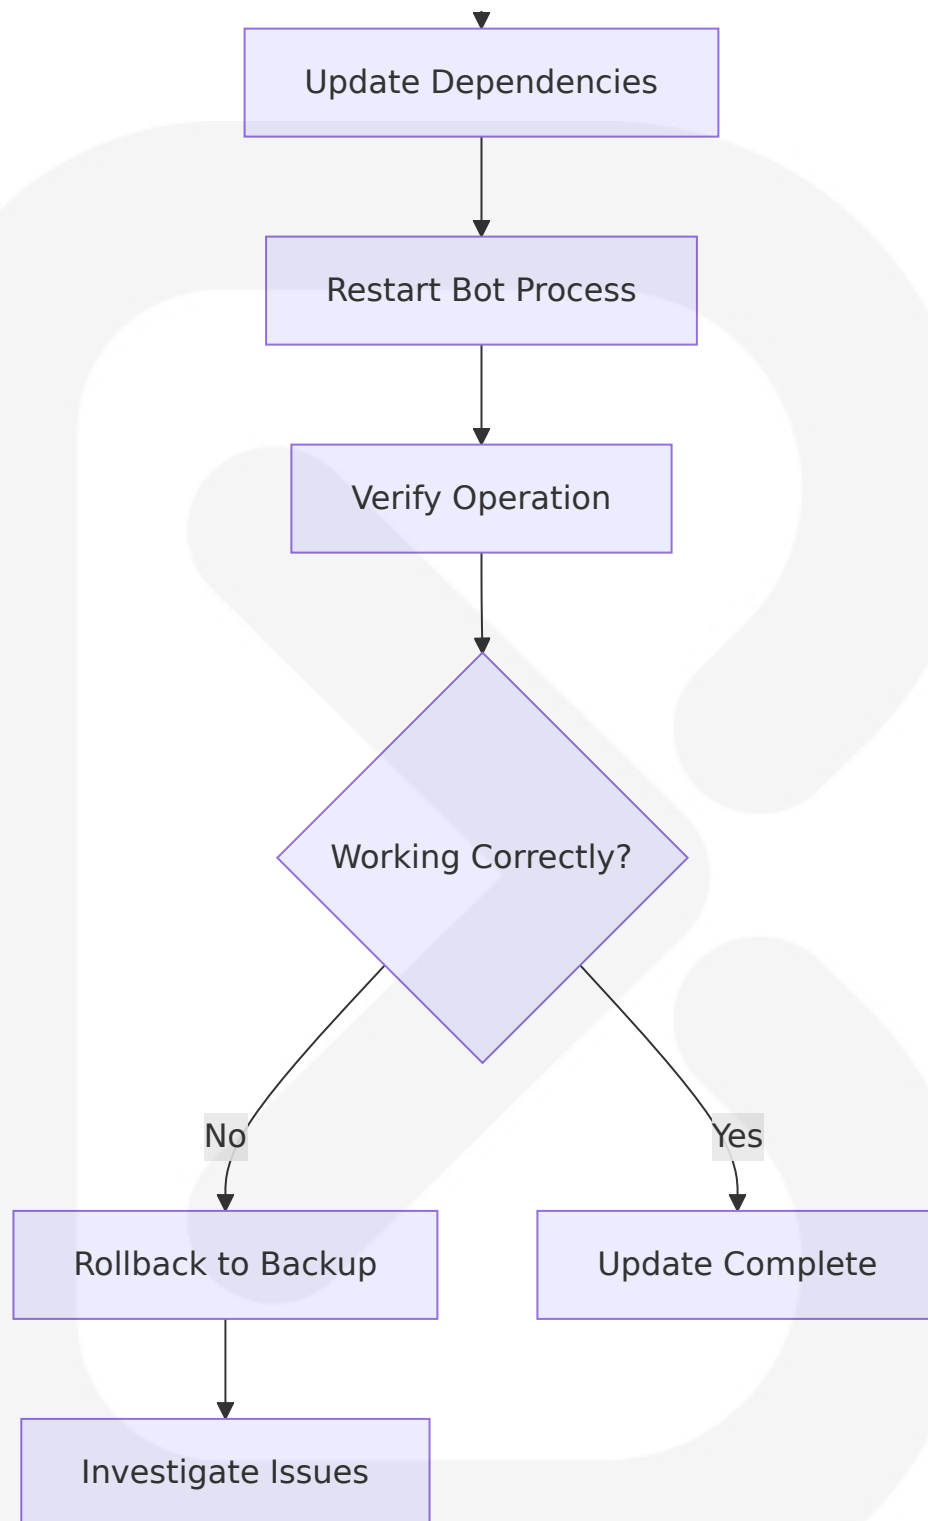 Update Dependencies
Restart Bot Process
Verify Operation
Working Correctly?
No
Yes
Rollback to Backup
Update Complete
Investigate Issues